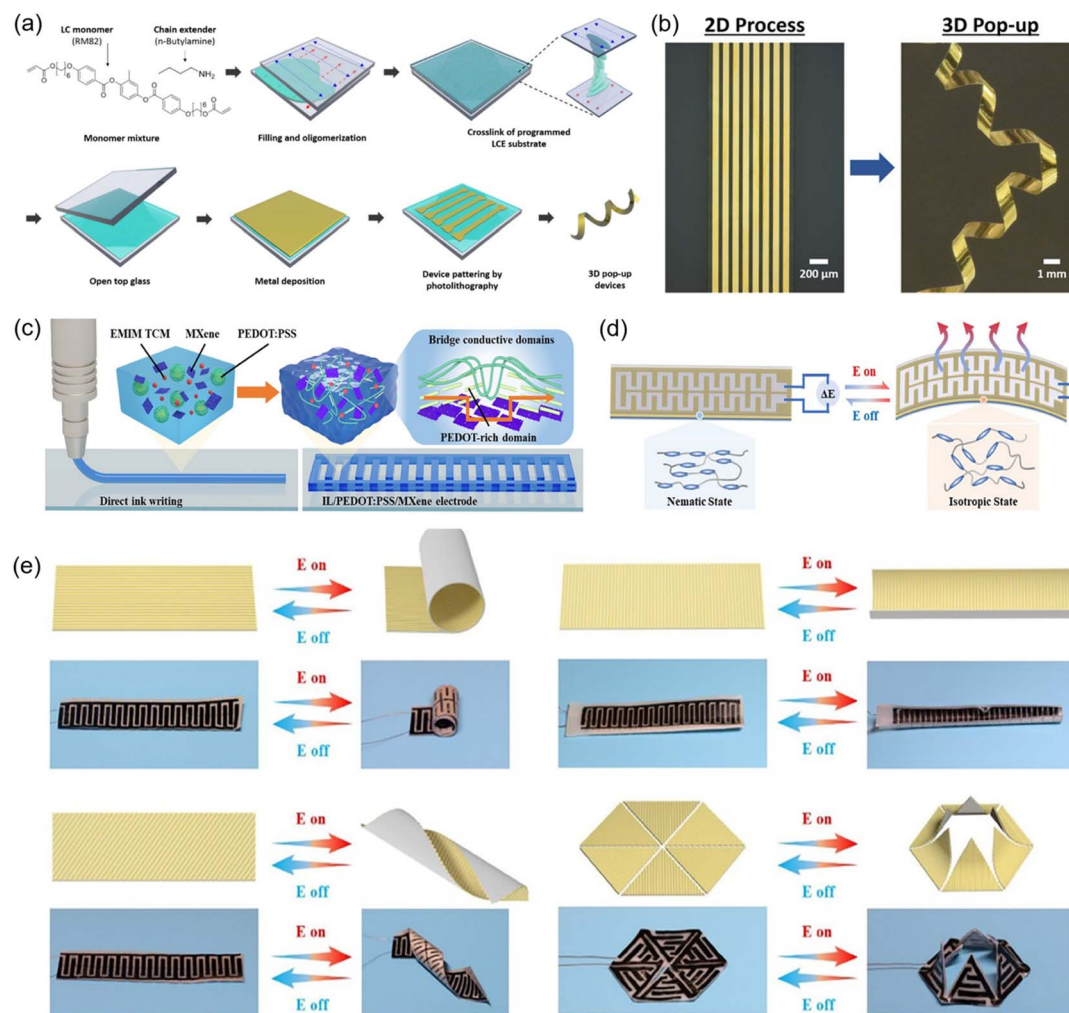 (a)
LC monomer
(RM82)
Chain extender
(n-Butylamine)
O
O
6
O
O
O
O
O
O
6
O
O
NH2
Monomer mixture
Filling and oligomerization
Crosslink of programmed
LCE substrate
Open top glass
Metal deposition
Device pattering by
photolithography
3D pop-up
devices
(b)
2D Process
3D Pop-up
200 μm
1 mm
(c)
EMIM TCM
MXene
PEDOT:PSS
Bridge conductive domains
PEDOT-rich domain
Direct ink writing
IL/PEDOT:PSS/MXene electrode
(d)
ΔE
E on
E off
Nematic State
Isotropic State
(e)
E on
E off
E on
E off
E on
E off
E on
E off
E on
E off
E on
E off
E on
E off
E on
E off